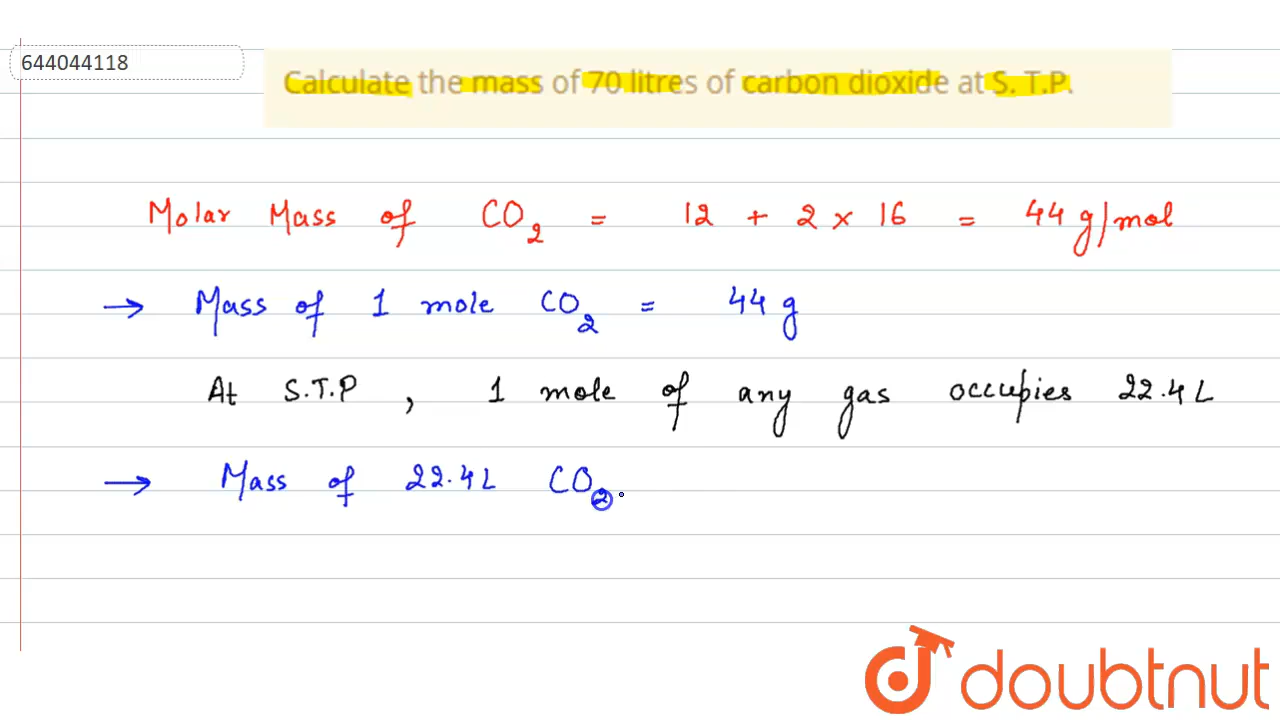 644044118
Calculate the mass of 70 litres of carbon dioxide at S. T.P.
Molar Mass of CO₂ = 12 + 2 × 16 = 44 g/mol
→ Mass of 1 mole CO₂ = 44 g
At S.T.P , 1 mole of any gas occupies 22.4 L
→ Mass of 22.4 L CO₂
doubtnut